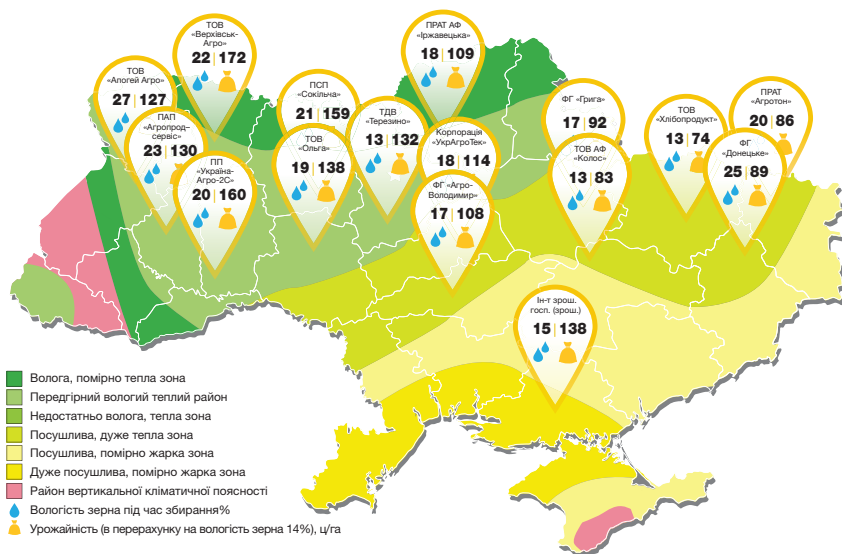 ТОВ
«Верхівськ-
Агро»
22|172
ПРАТ АФ
«Іржавецька»
18|109
ТОВ
«Апогей Агро»
27|127
ПСП
«Сокільча»
21|159
ФГ «Грига»
17|92
ТОВ
«Хлібопродукт»
13|74
ПРАТ
«Агротон»
20|86
ПАП
«Агропрод–
сервіс»
23|130
ТДВ
«Терезино»
13|132
ТОВ
«Ольга»
19|138
Корпорація
«УкрАгроТек»
18|114
ТОВ АФ
«Колос»
13|83
ФГ
«Донецьке»
25|89
ПП
«Україна-
Агро-2С»
20|160
ФГ «Агро-
Володимир»
17|108
Ін-т зрош.
госп. (зрош.)
15|138
Волога, помірно тепла зона
Передгірний вологий теплий район
Недостатньо волога, тепла зона
Посушлива, дуже тепла зона
Посушлива, помірно жарка зона
Дуже посушлива, помірно жарка зона
Район вертикальної кліматичної поясності
Вологість зерна під час збирання%
Урожайність (в перерахунку на вологість зерна 14%), ц/га